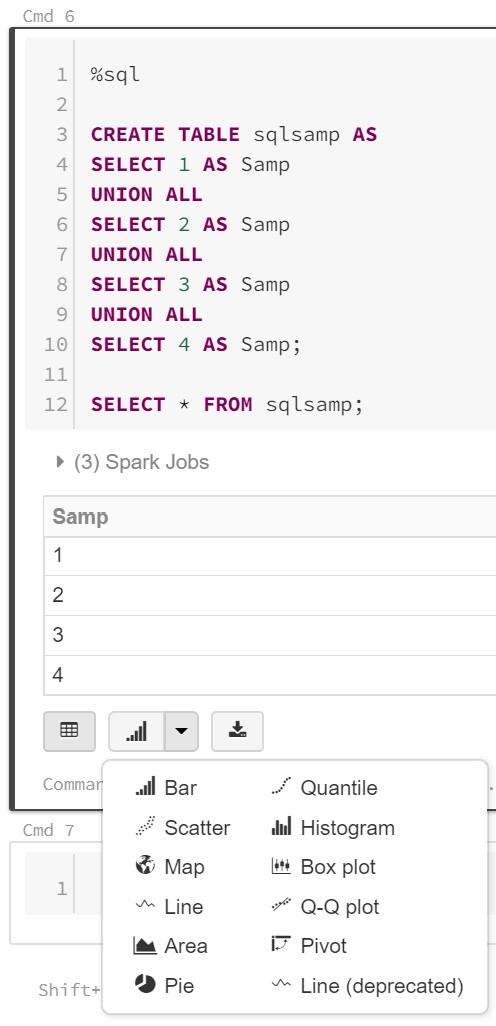 Cmd 6
1 %sql
2
3 CREATE TABLE sqlsamp AS
4 SELECT 1 AS Samp
5 UNION ALL
6 SELECT 2 AS Samp
7 UNION ALL
8 SELECT 3 AS Samp
9 UNION ALL
10 SELECT 4 AS Samp;
11
12 SELECT * FROM sqlsamp;
(3) Spark Jobs
Samp
1
2
3
4
Bar Quantile
Scatter Histogram
Map Box plot
Line Q-Q plot
Area Pivot
Pie Line (deprecated)
Cmd 7
1
Shift+